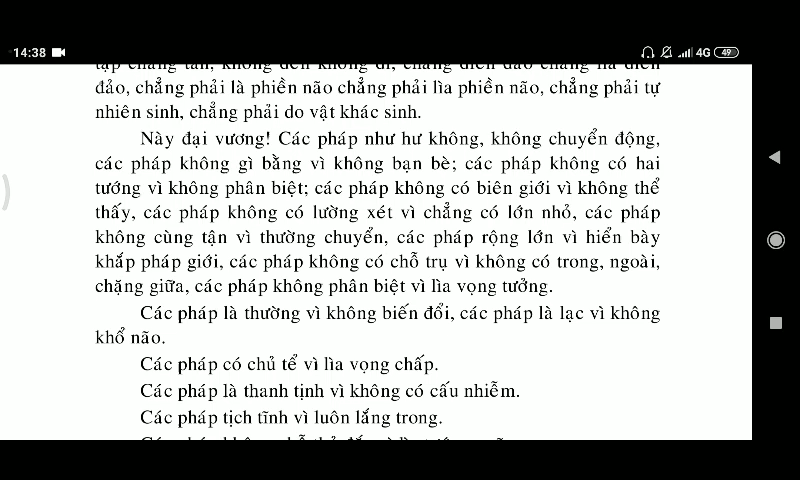 14:38
4G 49
đảo, chẳng phải là phiền não chẳng phải lìa phiền não, chẳng phải tự
nhiên sinh, chẳng phải do vật khác sinh.
Này đại vương! Các pháp như hư không, không chuyển động,
các pháp không gì bằng vì không bạn bè; các pháp không có hai
tướng vì không phân biệt; các pháp không có biên giới vì không thể
thấy, các pháp không có lường xét vì chẳng có lớn nhỏ, các pháp
không cùng tận vì thường chuyển, các pháp rộng lớn vì hiển bày
khắp pháp giới, các pháp không có chỗ trụ vì không có trong, ngoài,
chặng giữa, các pháp không phân biệt vì lìa vọng tưởng.
Các pháp là thường vì không biến đổi, các pháp là lạc vì không
khổ não.
Các pháp có chủ tể vì lìa vọng chấp.
Các pháp là thanh tịnh vì không có cấu nhiễm.
Các pháp tịch tĩnh vì luôn lắng trong.